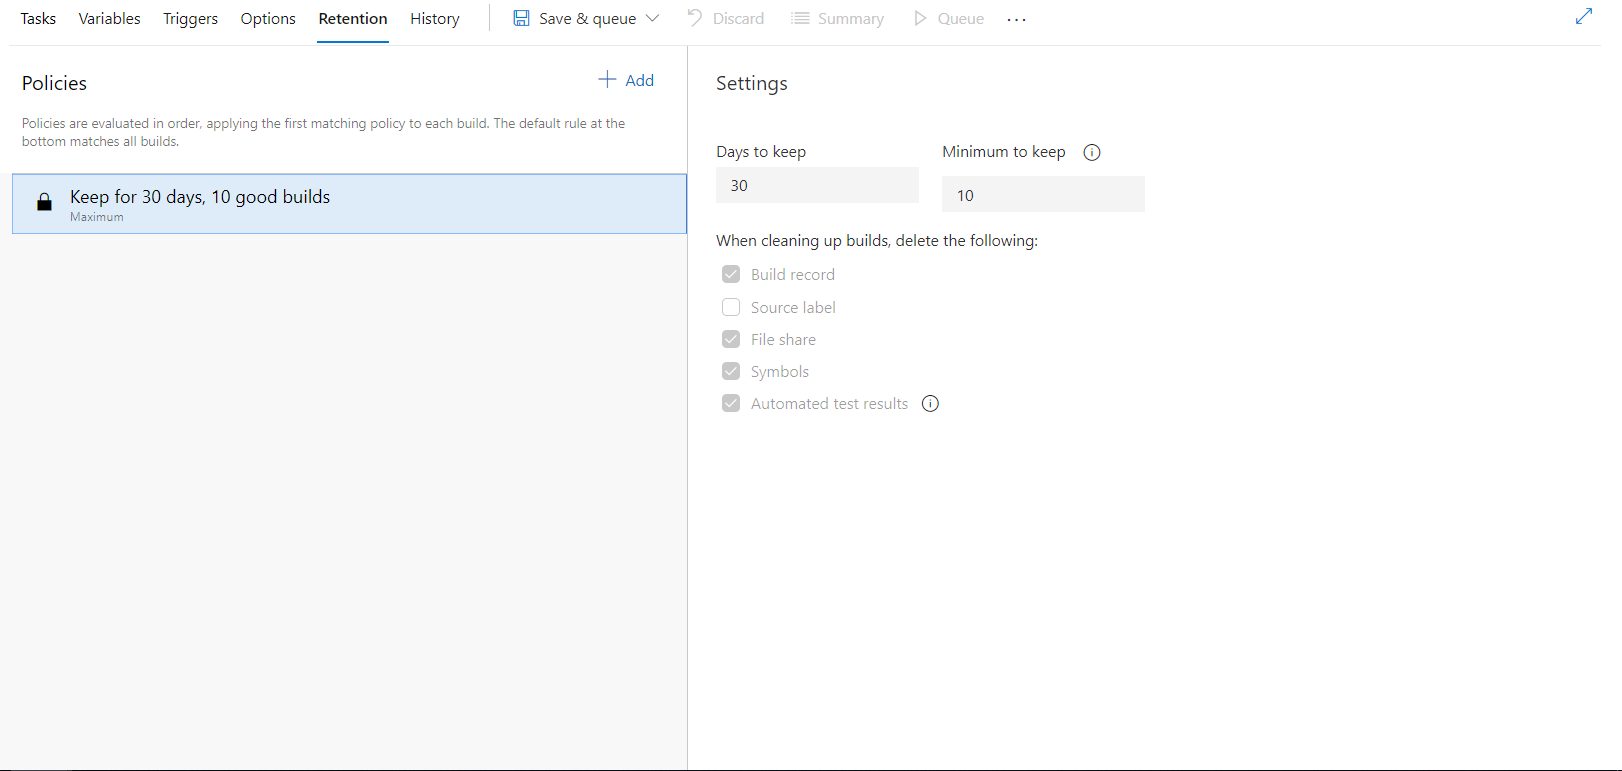 Tasks Variables Triggers Options Retention History Save & queue Discard Summary Queue ...
Policies
Add
Policies are evaluated in order, applying the first matching policy to each build. The default rule at the
bottom matches all builds.
Keep for 30 days, 10 good builds
Maximum
Settings
Days to keep Minimum to keep
30 10
When cleaning up builds, delete the following:
Build record
Source label
File share
Symbols
Automated test results